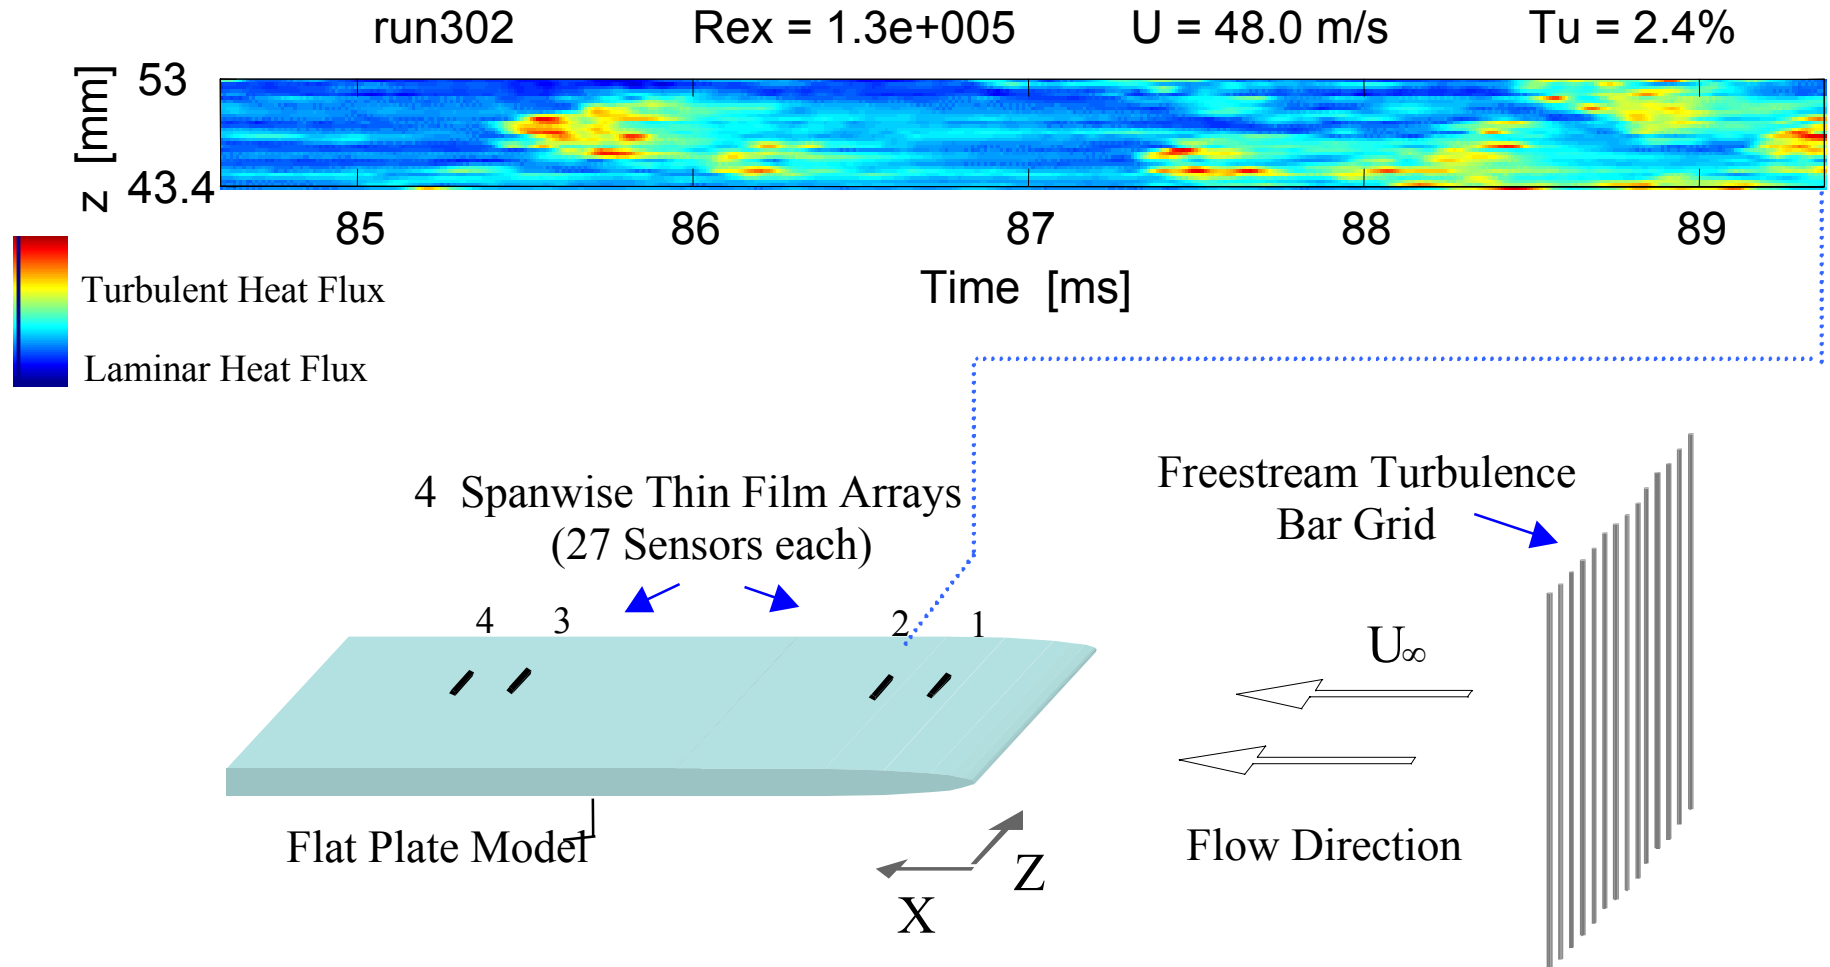 run302 Rex = 1.3e+005 U = 48.0 m/s Tu = 2.4%
53
z [mm]
43.4
85 86 87 88 89
Time [ms]
Turbulent Heat Flux
Laminar Heat Flux
4 Spanwise Thin Film Arrays
(27 Sensors each)
Freestream Turbulence
Bar Grid
4 3 2 1
U∞
Flat Plate Model
Flow Direction
Z
X